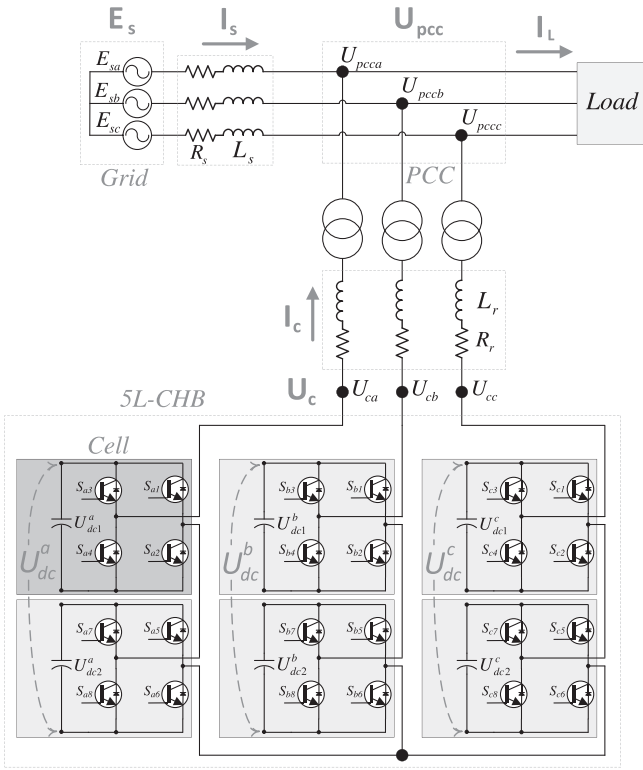 E_s I_s U_pcc I_L
E_sa U_pcca
E_sb U_pccb Load
E_sc U_pccc
R_s L_s
Grid PCC
I_c L_r
R_r
5L-CHB U_c U_ca U_cb U_cc
Cell
S_a3 S_a1 S_b3 S_b1 S_c3 S_c1
U^a_dc1 U^b_dc1 U^c_dc1
S_a4 S_a2 S_b4 S_b2 S_c4 S_c2
U^a_dc U^b_dc U^c_dc
S_a7 S_a5 S_b7 S_b5 S_c7 S_c5
U^a_dc2 U^b_dc2 U^c_dc2
S_a8 S_a6 S_b8 S_b6 S_c8 S_c6